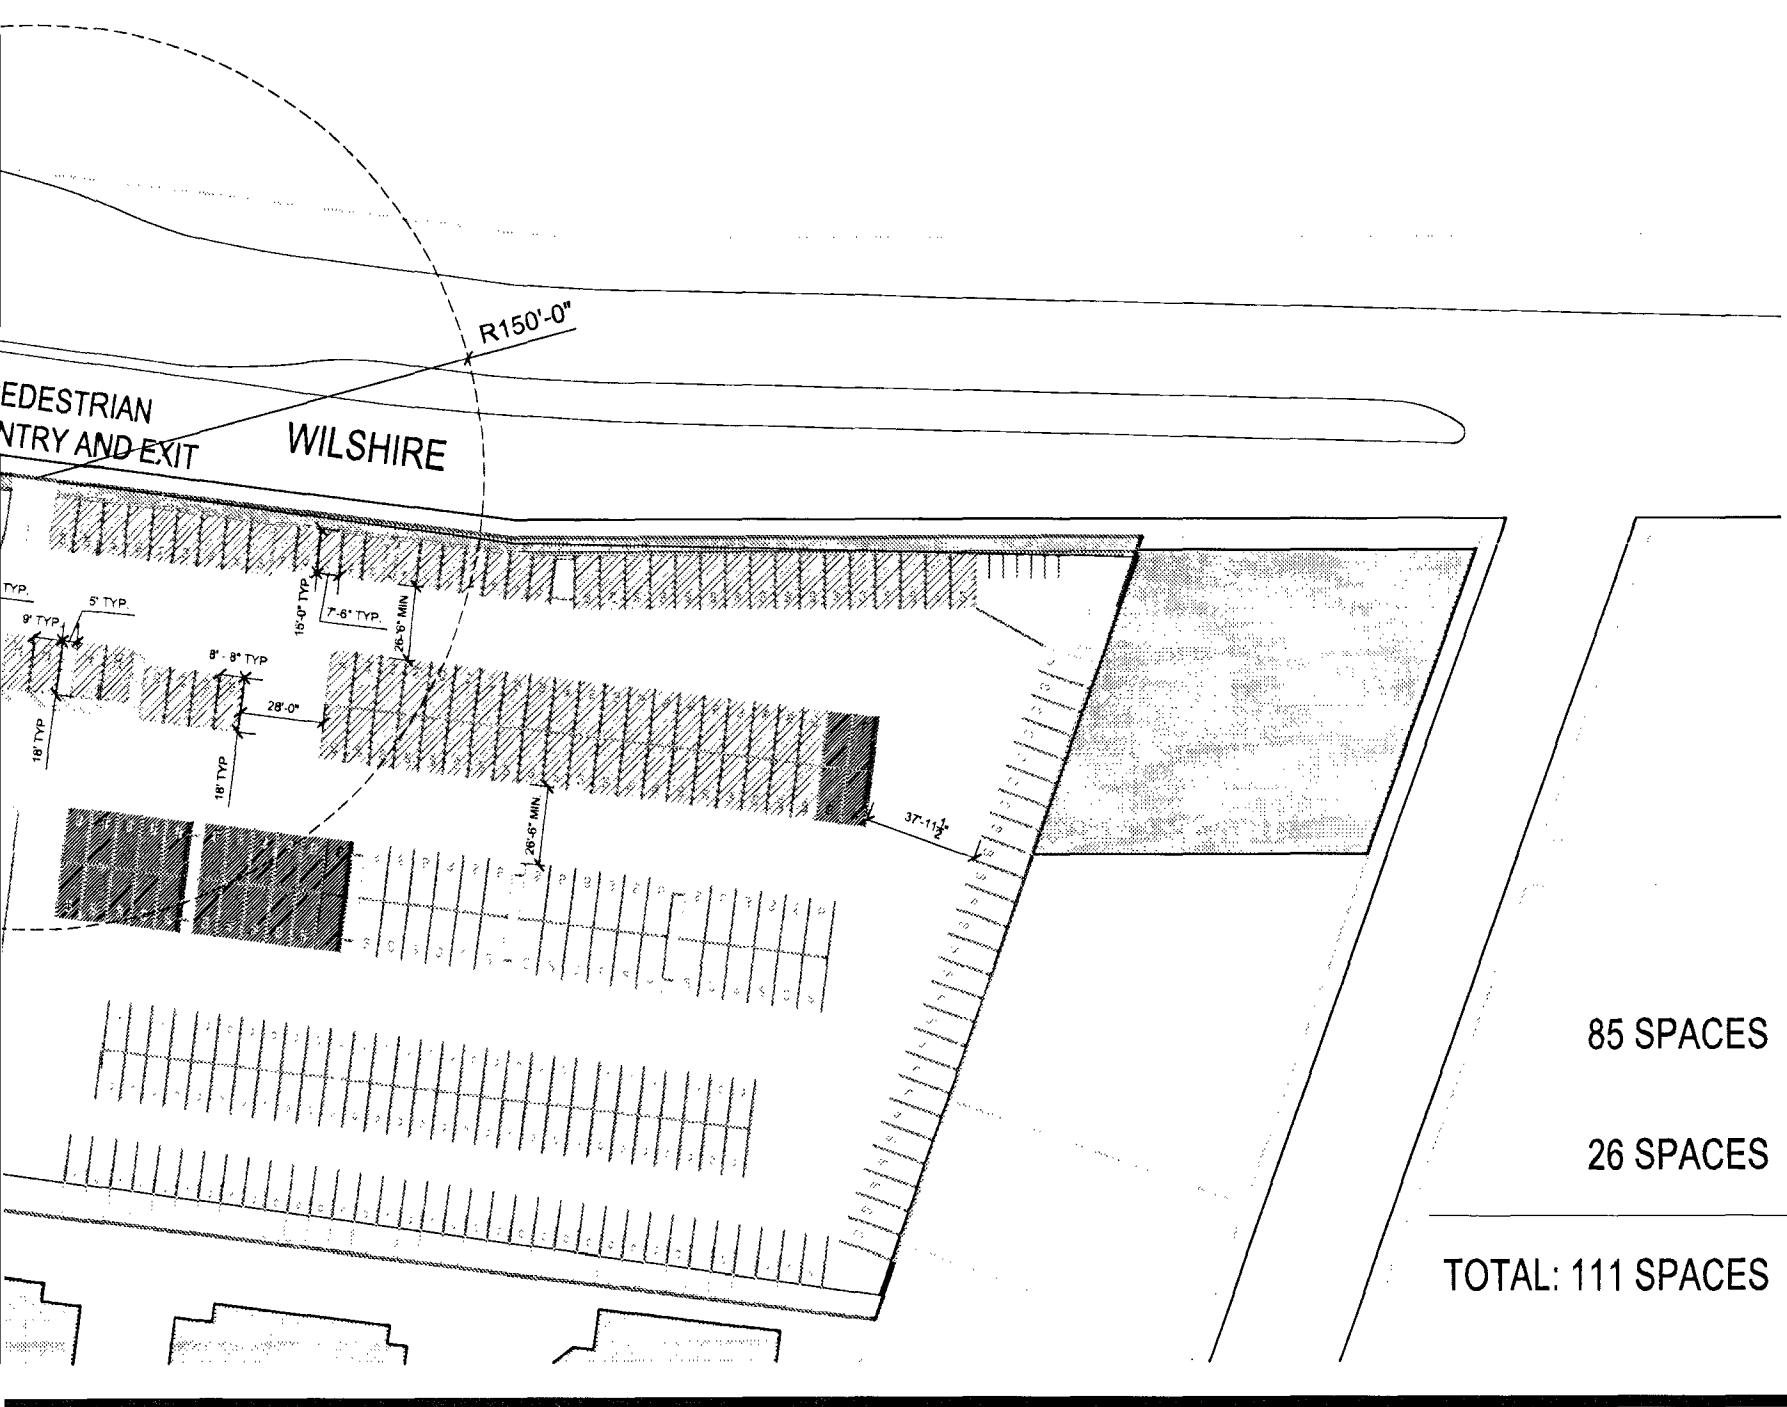 R150'-0"
EDESTRIAN
NTRY AND EXIT
WILSHIRE
15'-0" TYP.
7'-6" TYP.
26'-6" MIN
TYP.
5' TYP.
9' TYP
8' - 8" TYP
28'-0"
18' TYP
18' TYP
26'-6" MIN
37'-11 1/2"
85 SPACES
26 SPACES
TOTAL: 111 SPACES